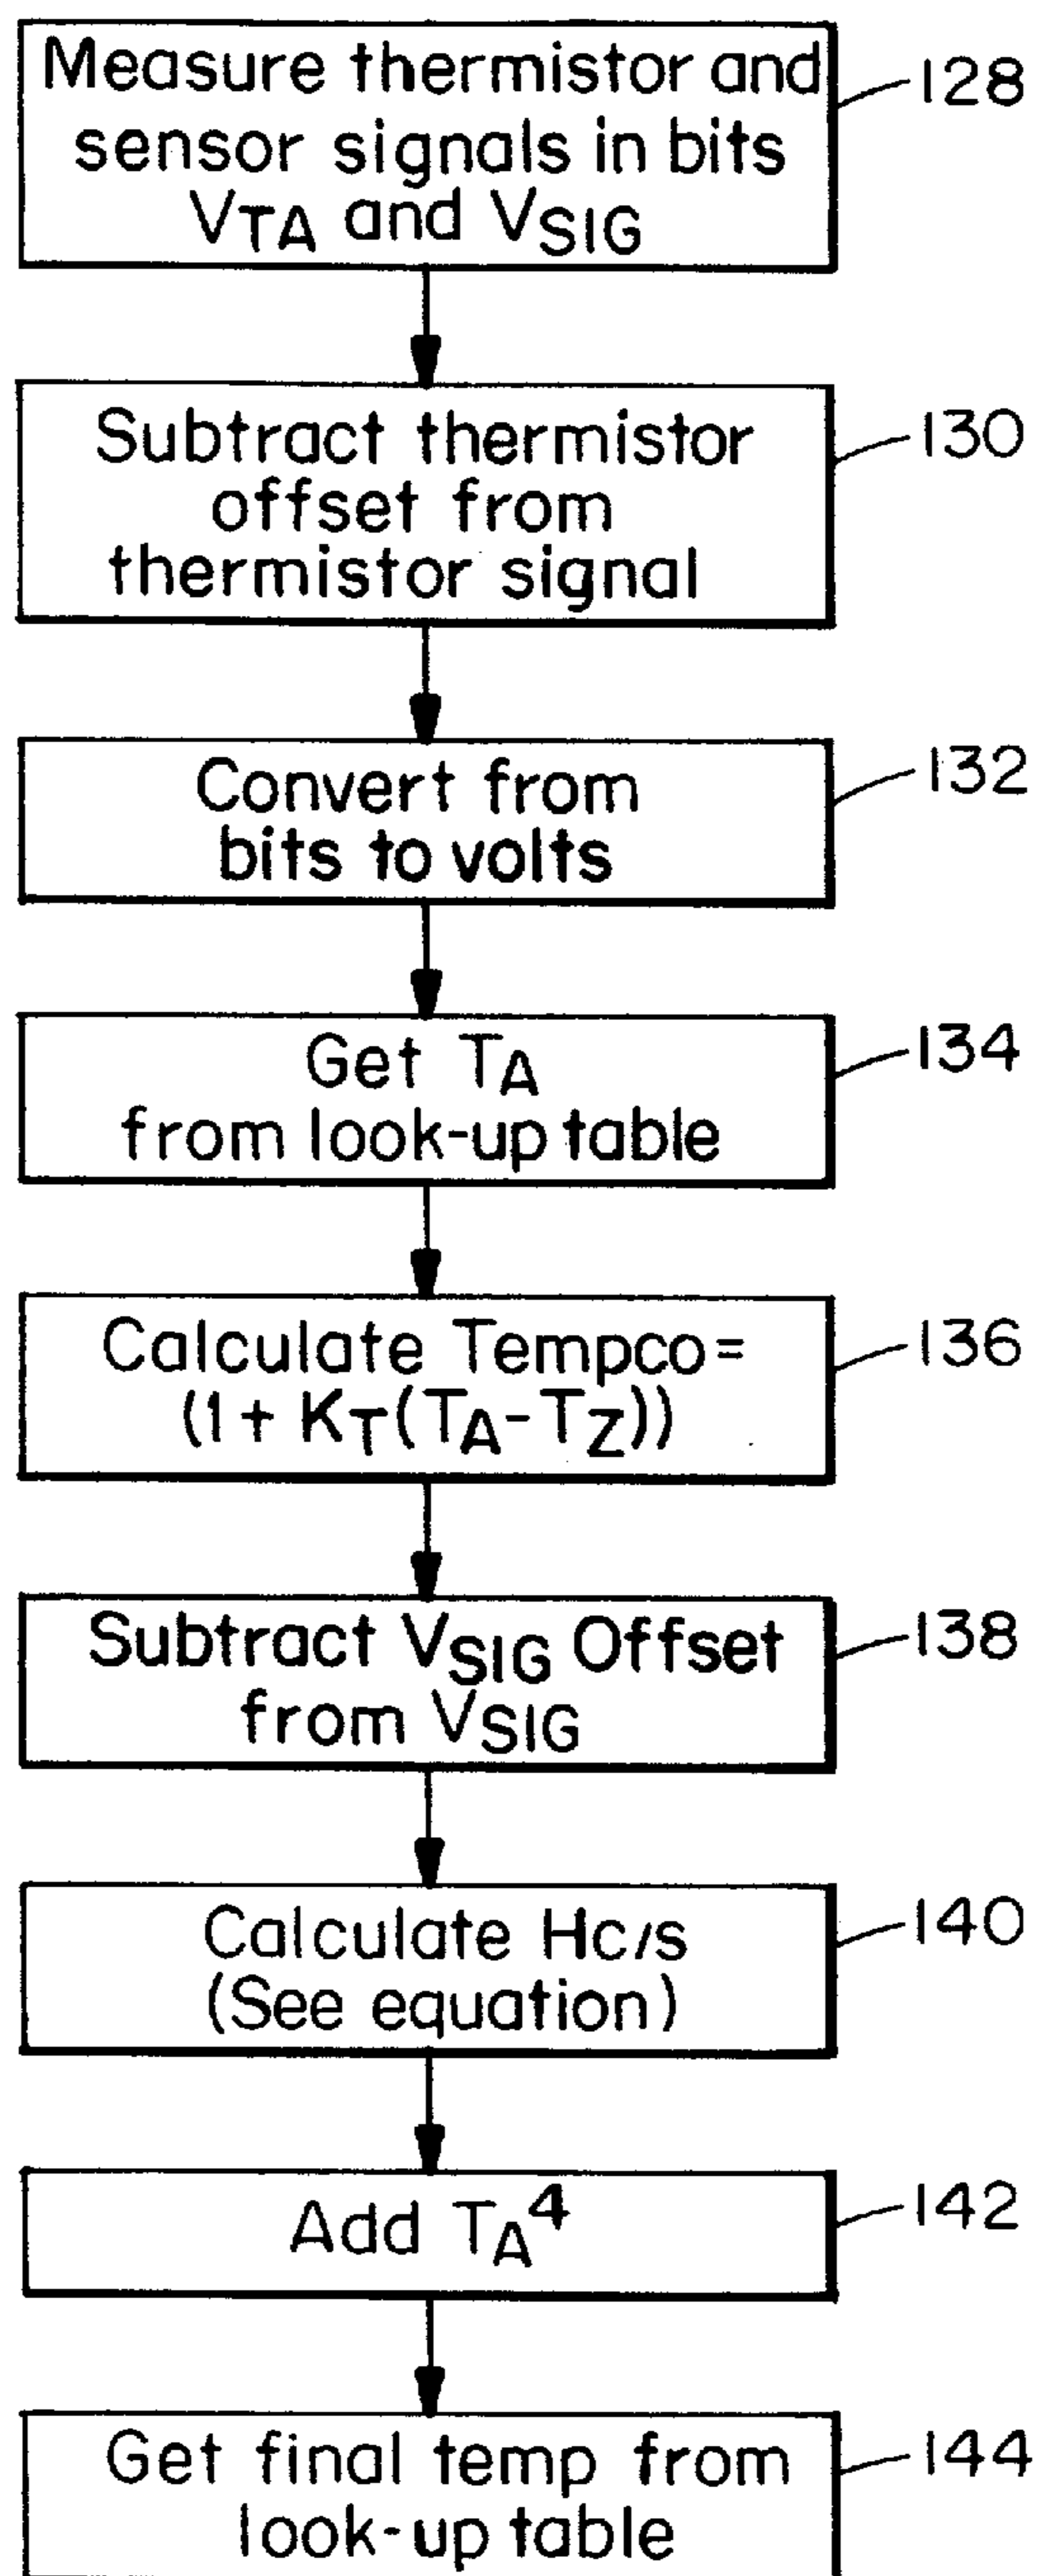 Measure thermistor and
sensor signals in bits
VTA and VSIG
128
Subtract thermistor
offset from
thermistor signal
130
Convert from
bits to volts
132
Get TA
from look-up table
134
Calculate Tempco =
(1 + KT(TA-TZ))
136
Subtract VSIG Offset
from VSIG
138
Calculate Hc/s
(See equation)
140
Add TA⁴
142
Get final temp from
look-up table
144